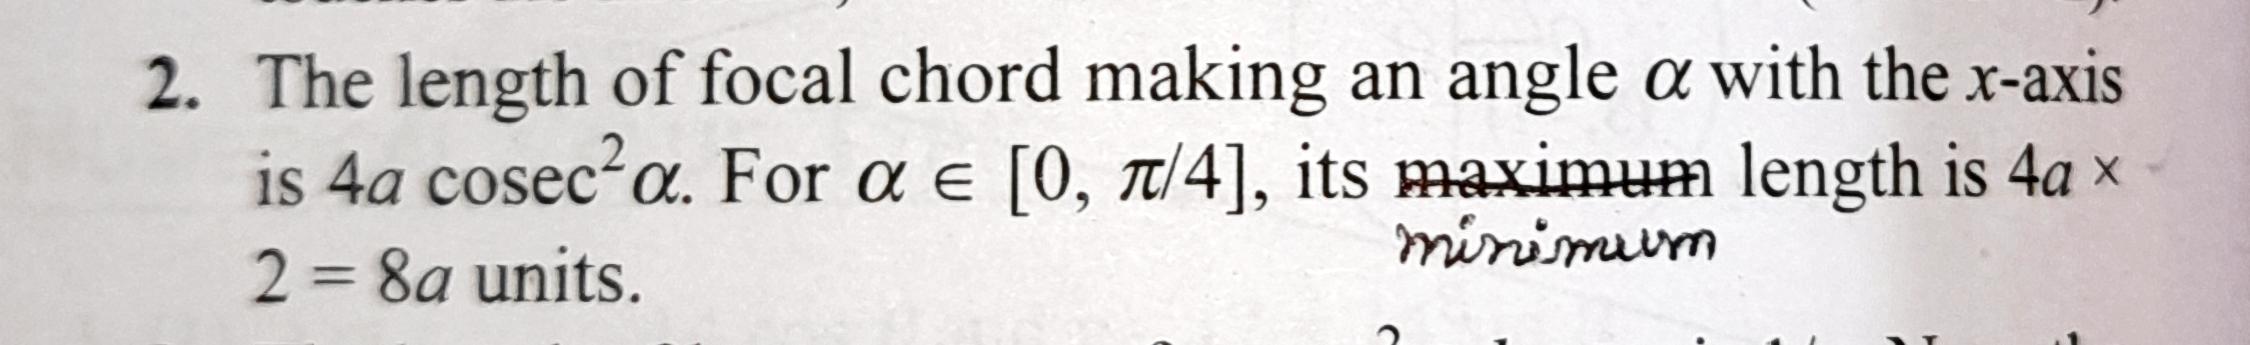 2. The length of focal chord making an angle α with the x-axis
is 4a cosec²α. For α ∈ [0, π/4], its maximum length is 4a ×
minimum
2 = 8a units.